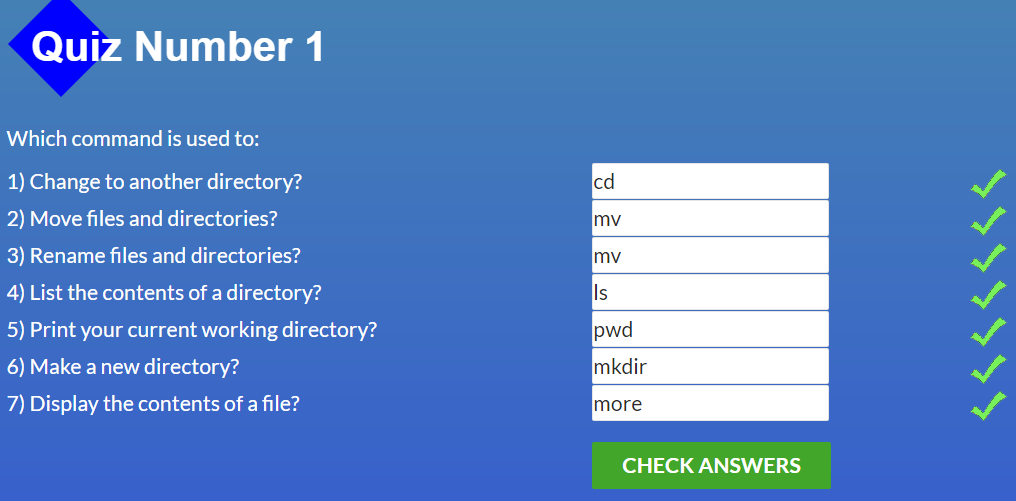 Quiz Number 1
Which command is used to:
1) Change to another directory? cd
2) Move files and directories? mv
3) Rename files and directories? mv
4) List the contents of a directory? ls
5) Print your current working directory? pwd
6) Make a new directory? mkdir
7) Display the contents of a file? more
CHECK ANSWERS